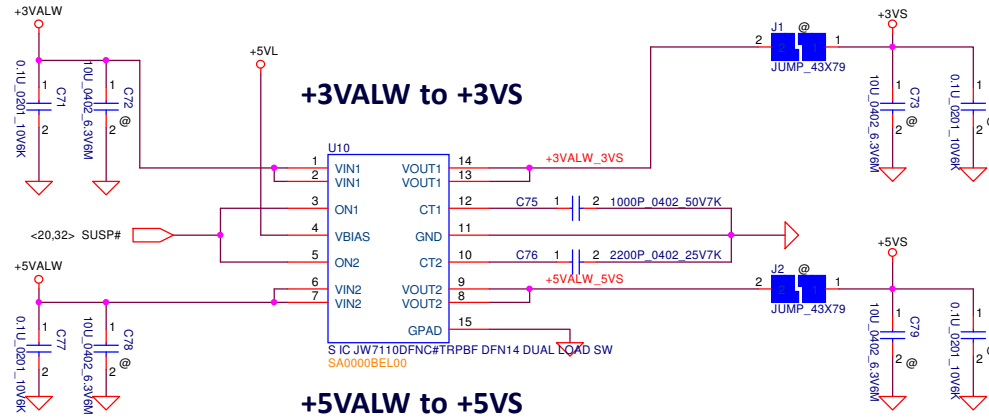 +3VALW
+5VL
J1
@
+3VS
2
2
1
1
JUMP_43X79
0.1U_0201_10V6K
1
2
C71
10U_0402_6.3V6M
1
2
C72
@
+3VALW to +3VS
10U_0402_6.3V6M
1
2
C73
@
0.1U_0201_10V6K
1
2
U10
1
VIN1
VOUT1
14
+3VALW_3VS
2
VIN1
VOUT1
13
3
ON1
CT1
12
C75
1
2
1000P_0402_50V7K
<20,32> SUSP#
4
VBIAS
GND
11
5
ON2
CT2
10
C76
1
2
2200P_0402_25V7K
+5VALW
+5VALW_5VS
J2
@
+5VS
6
VIN2
VOUT2
9
2
2
1
1
7
VIN2
VOUT2
8
JUMP_43X79
GPAD
15
0.1U_0201_10V6K
1
2
C77
10U_0402_6.3V6M
1
2
C78
@
S IC JW7110DFNC#TRPBF DFN14 DUAL LOAD SW
SA0000BEL00
10U_0402_6.3V6M
1
2
C79
@
0.1U_0201_10V6K
1
2
+5VALW to +5VS